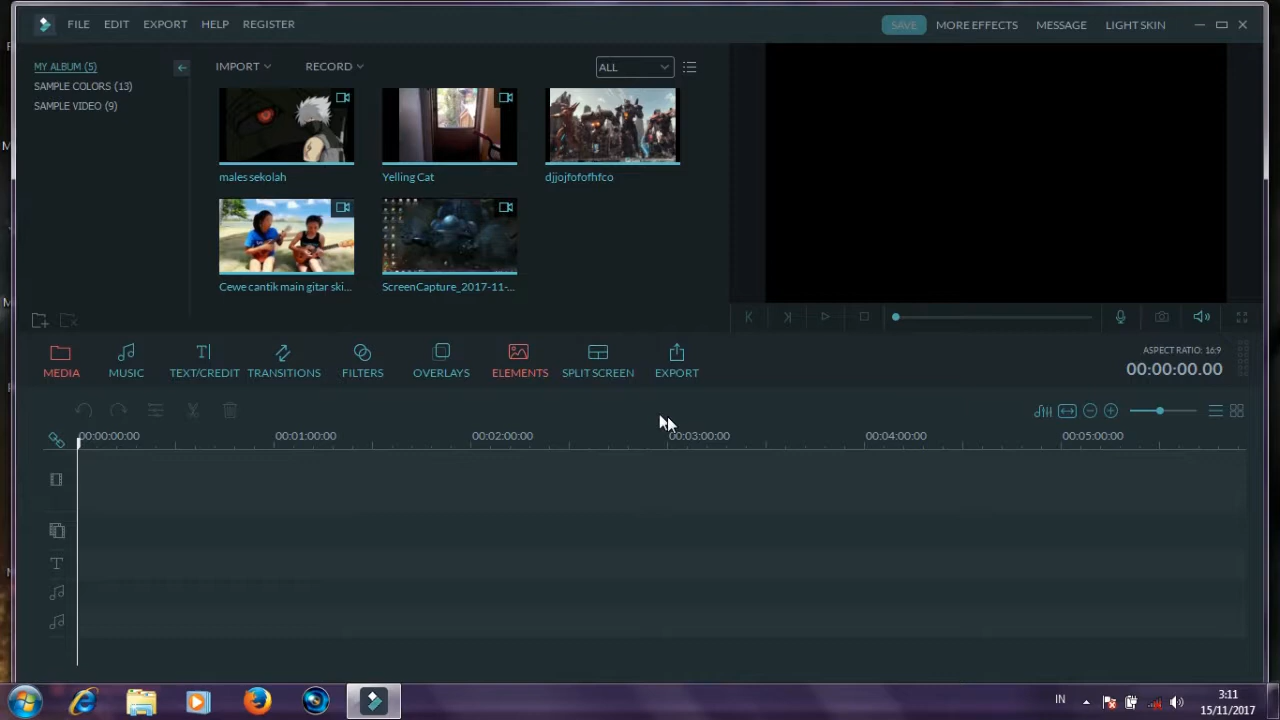 FILE EDIT EXPORT HELP REGISTER SAVE MORE EFFECTS MESSAGE LIGHT SKIN
MY ALBUM (5) IMPORT RECORD ALL
SAMPLE COLORS (13)
SAMPLE VIDEO (9)
males sekolah Yelling Cat djjojfofofhfco
Cewe cantik main gitar ski... ScreenCapture_2017-11-...
MEDIA MUSIC TEXT/CREDIT TRANSITIONS FILTERS OVERLAYS ELEMENTS SPLIT SCREEN EXPORT
ASPECT RATIO: 16:9
00:00:00.00
00:00:00:00 00:01:00:00 00:02:00:00 00:03:00:00 00:04:00:00 00:05:00:00
IN
3:11
15/11/2017